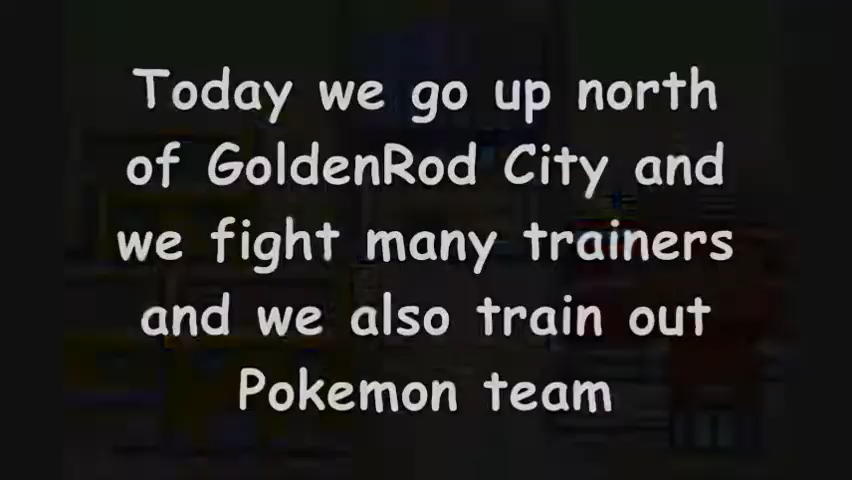 Today we go up north
of GoldenRod City and
we fight many trainers
and we also train out
Pokemon team